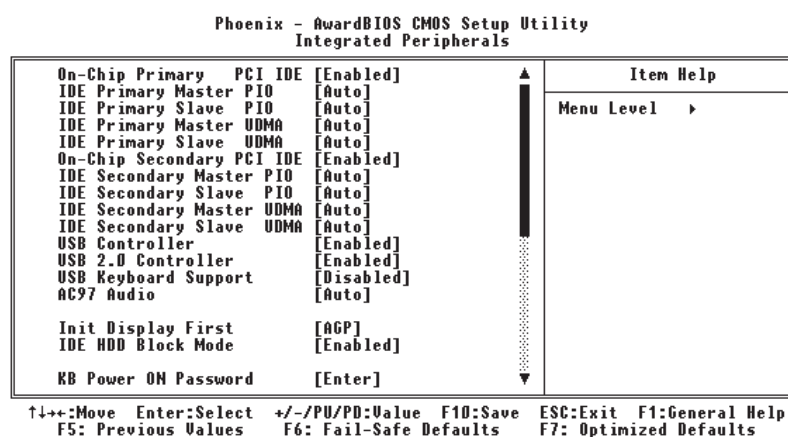 Phoenix - AwardBIOS CMOS Setup Utility
Integrated Peripherals
On-Chip Primary PCI IDE [Enabled]
IDE Primary Master PIO [Auto]
IDE Primary Slave PIO [Auto]
IDE Primary Master UDMA [Auto]
IDE Primary Slave UDMA [Auto]
On-Chip Secondary PCI IDE [Enabled]
IDE Secondary Master PIO [Auto]
IDE Secondary Slave PIO [Auto]
IDE Secondary Master UDMA [Auto]
IDE Secondary Slave UDMA [Auto]
USB Controller [Enabled]
USB 2.0 Controller [Enabled]
USB Keyboard Support [Disabled]
AC97 Audio [Auto]
Init Display First [AGP]
IDE HDD Block Mode [Enabled]
KB Power ON Password [Enter]
Item Help
Menu Level ▸
↑↓→←:Move Enter:Select +/-/PU/PD:Value F10:Save ESC:Exit F1:General Help
F5: Previous Values F6: Fail-Safe Defaults F7: Optimized Defaults